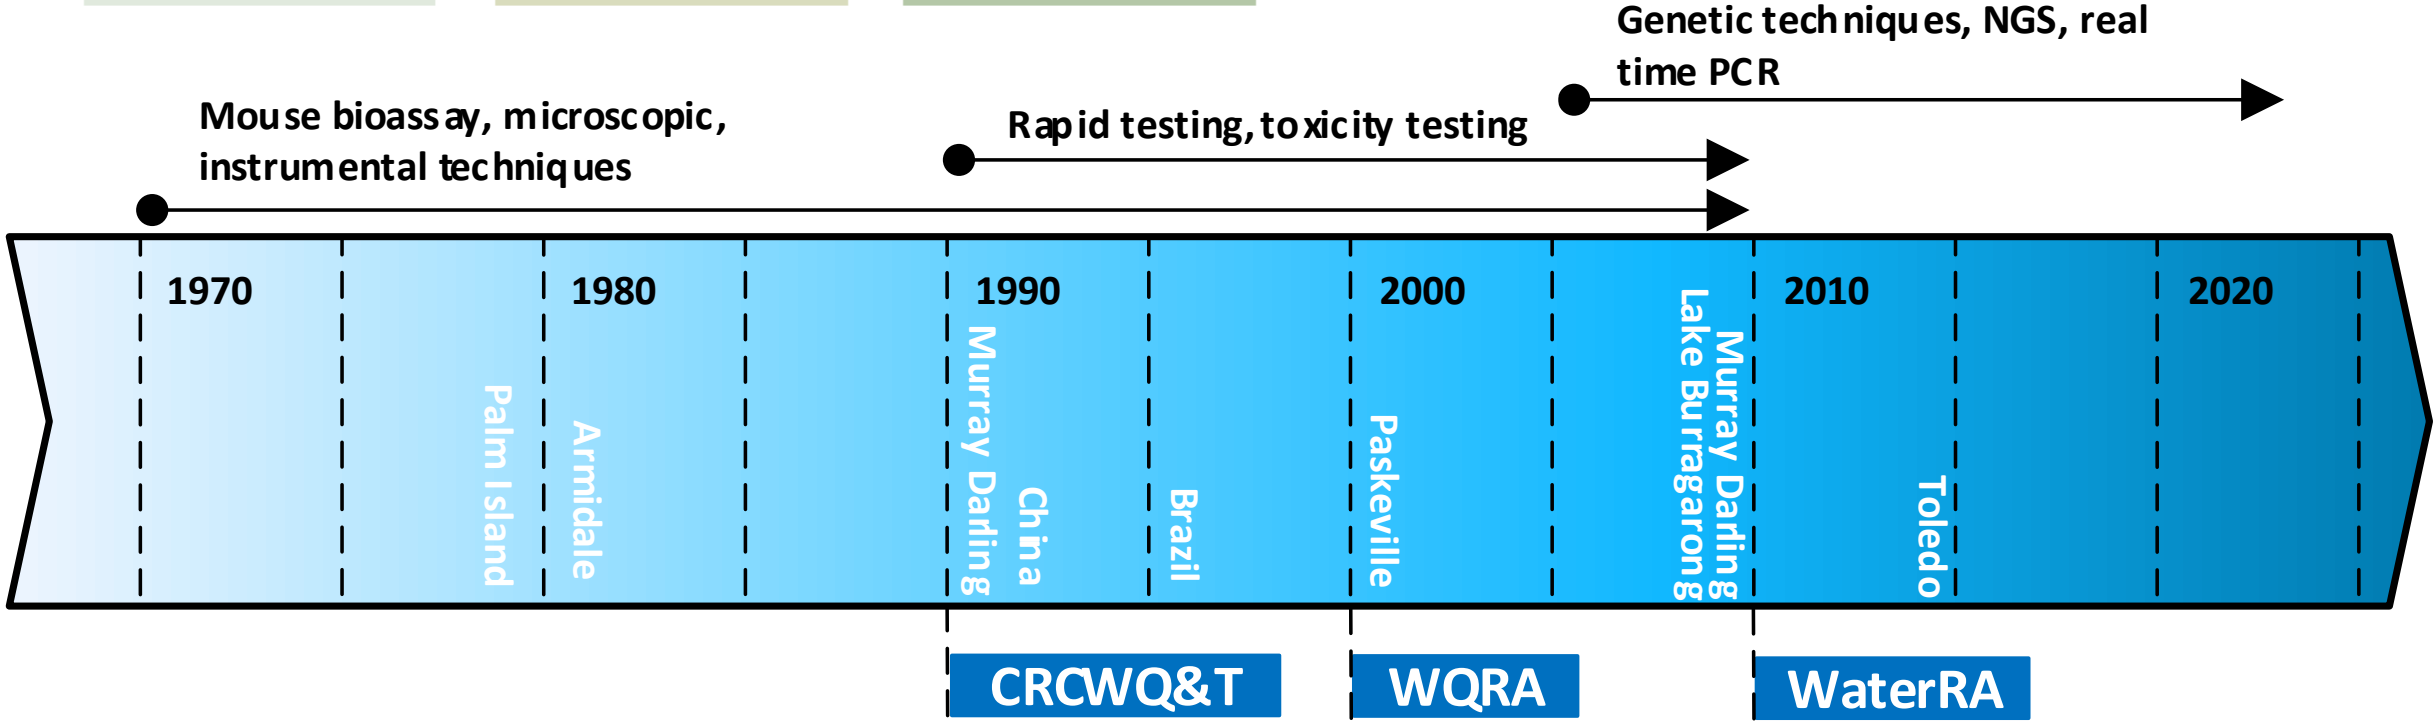 Genetic techniques, NGS, real
time PCR
Mouse bioassay, microscopic,
instrumental techniques
Rapid testing, toxicity testing
1970
1980
1990
2000
2010
2020
Palm Island
Armidale
Murray Darling
China
Brazil
Paskeville
Lake Burragarong
Murray Darling
Toledo
CRCWQ&T
WQRA
WaterRA